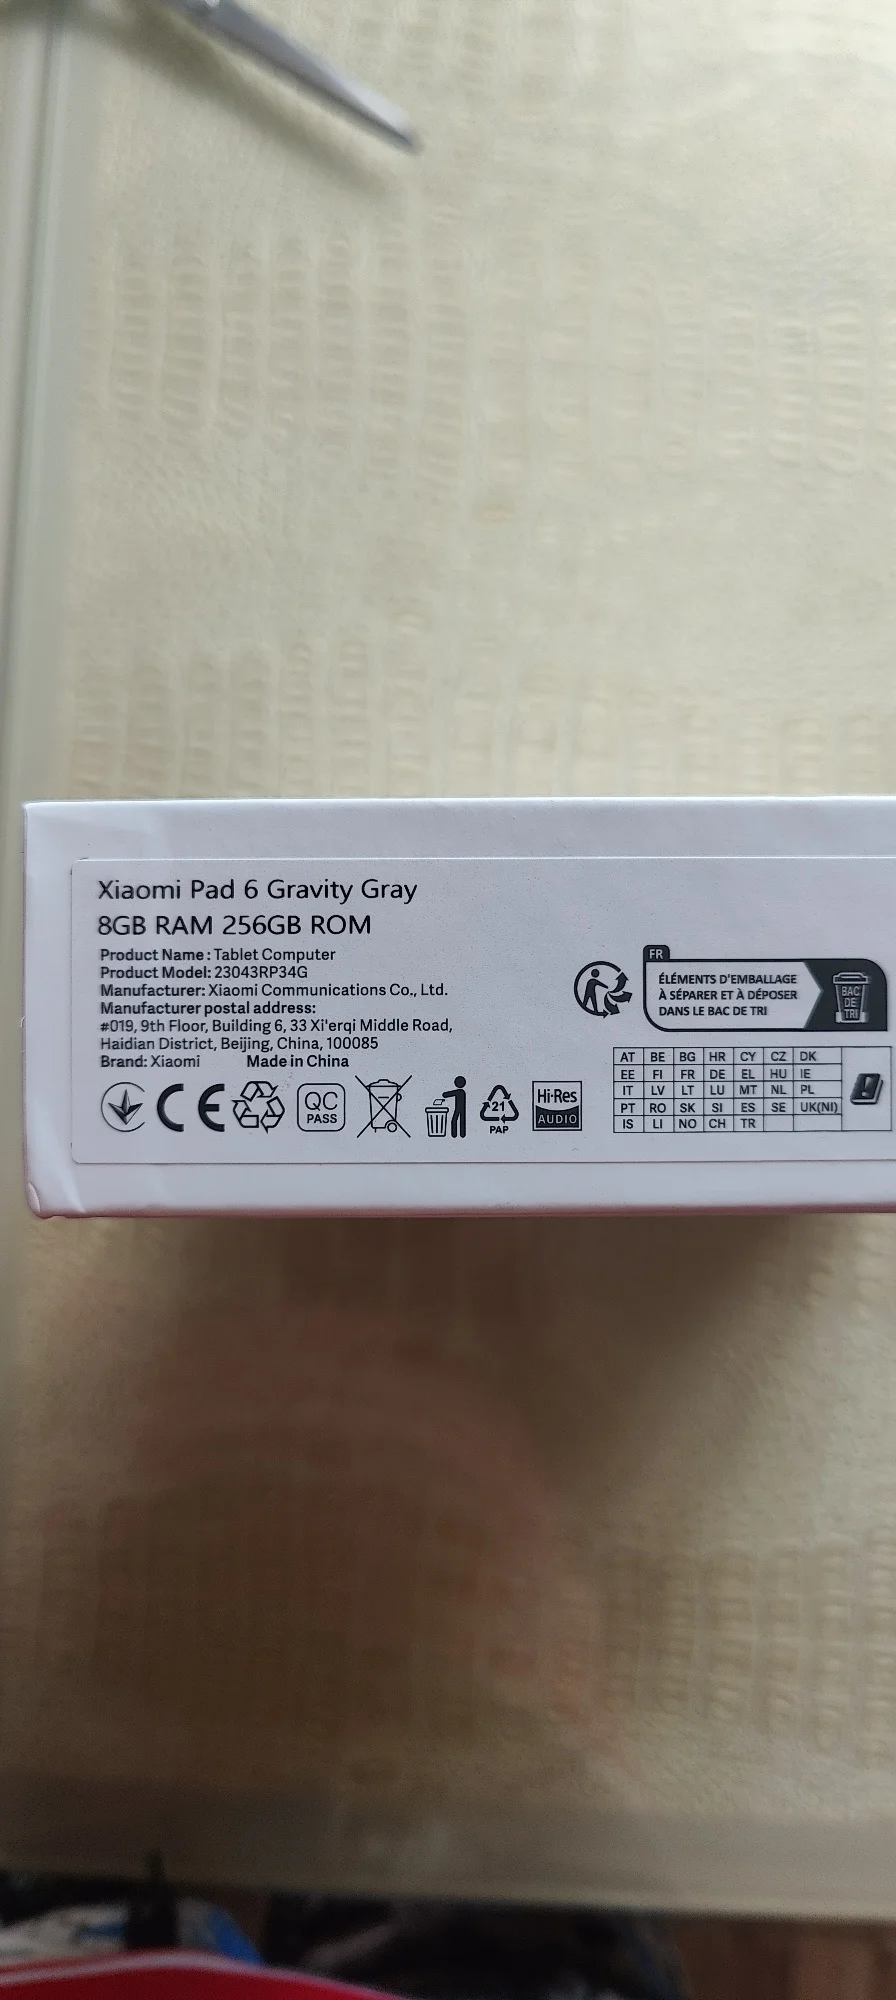 Xiaomi Pad 6 Gravity Gray
8GB RAM 256GB ROM
Product Name: Tablet Computer
Product Model: 23043RP34G
Manufacturer: Xiaomi Communications Co., Ltd.
Manufacturer postal address:
#019, 9th Floor, Building 6, 33 Xi'erqi Middle Road,
Haidian District, Beijing, China, 100085
Brand: Xiaomi Made in China
CE
QC
PASS
21
PAP
Hi-Res
AUDIO
FR
ÉLÉMENTS D'EMBALLAGE
À SÉPARER ET À DÉPOSER
DANS LE BAC DE TRI
BAC
DE
TRI
AT BE BG HR CY CZ DK
EE FI FR DE EL HU IE
IT LV LT LU MT NL PL
PT RO SK SI ES SE UK(NI)
IS LI NO CH TR